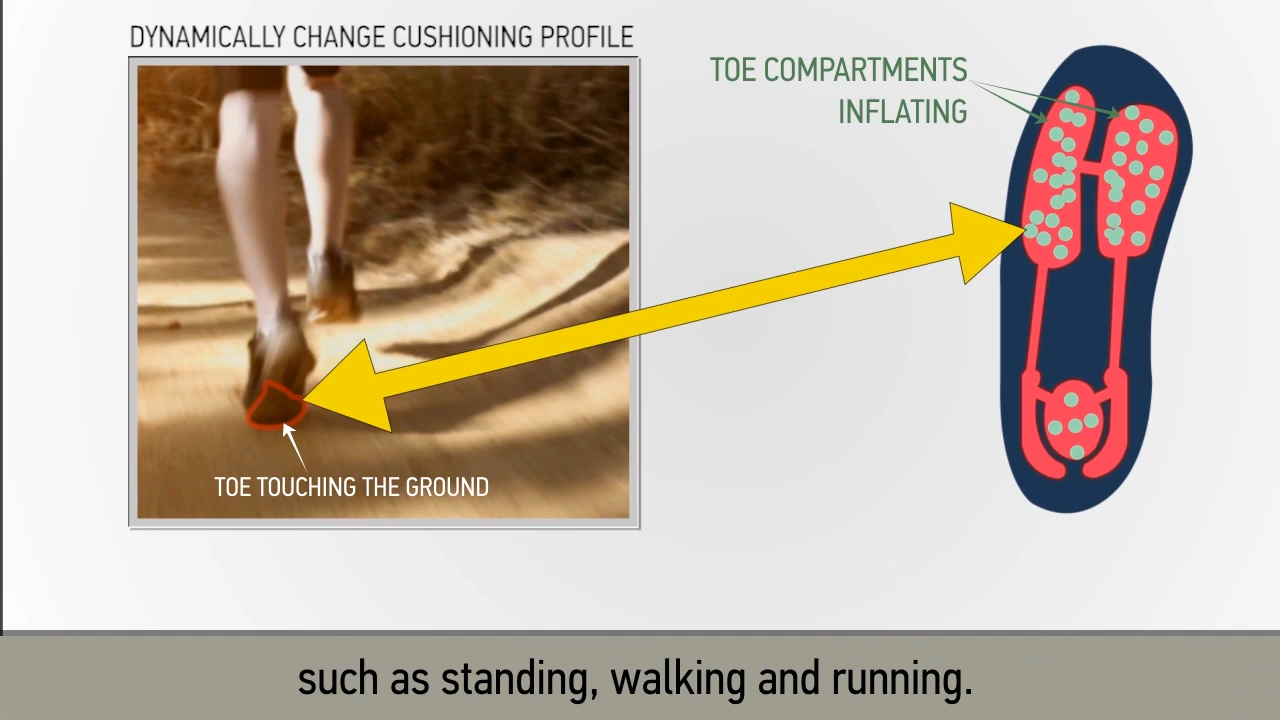 DYNAMICALLY CHANGE CUSHIONING PROFILE
TOE COMPARTMENTS
INFLATING
TOE TOUCHING THE GROUND
such as standing, walking and running.